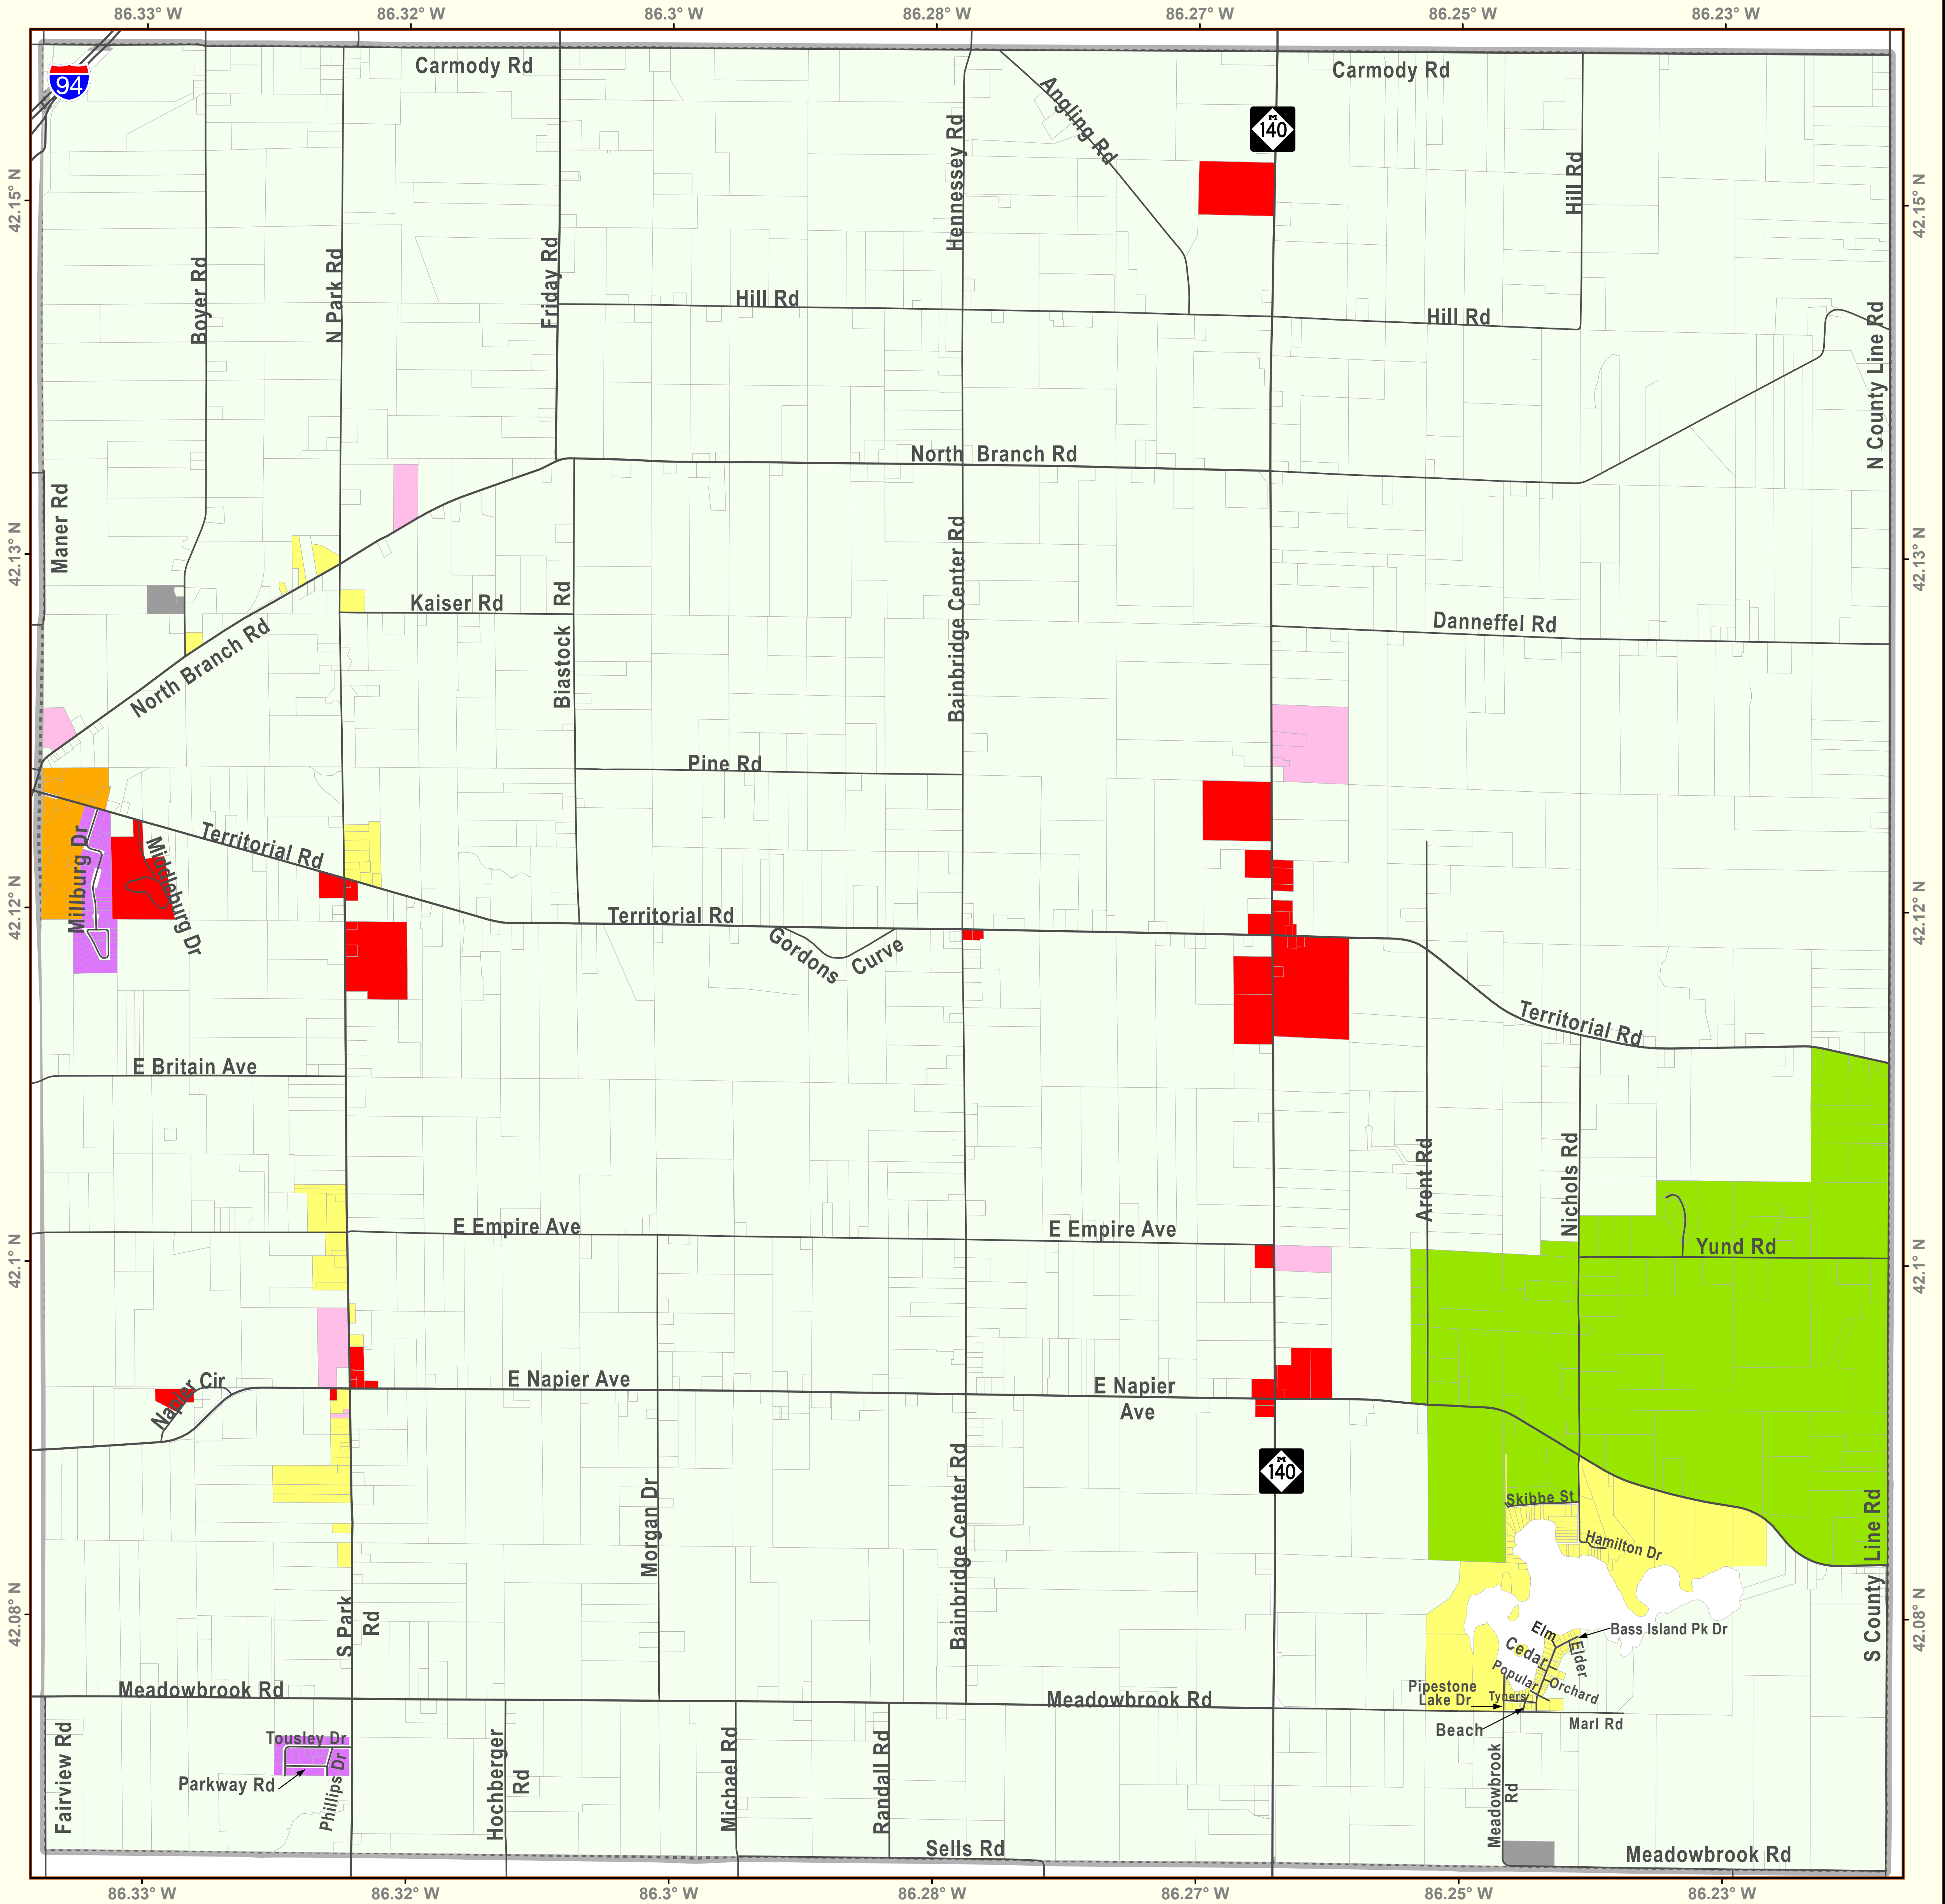 86.33° W
86.32° W
86.3° W
86.28° W
86.27° W
86.25° W
86.23° W
94
Carmody Rd
Carmody Rd
Angling Rd
M
140
Hennessey Rd
Hill Rd
42.15° N
42.15° N
Boyer Rd
N Park Rd
Friday Rd
Hill Rd
Hill Rd
N County Line Rd
North Branch Rd
Maner Rd
42.13° N
42.13° N
Bainbridge Center Rd
Kaiser Rd
Biastock Rd
Danneffel Rd
North Branch Rd
Pine Rd
Territorial Rd
Millburg Dr
Middleburg Dr
42.12° N
42.12° N
Territorial Rd
Gordons Curve
Territorial Rd
E Britain Ave
Arent Rd
Nichols Rd
E Empire Ave
E Empire Ave
Yund Rd
42.1° N
42.1° N
Napier Cir
E Napier Ave
E Napier
Ave
M
140
Morgan Dr
Bainbridge Center Rd
Skibbe St
Hamilton Dr
S County Line Rd
42.08° N
42.08° N
S Park
Rd
Elm
Bass Island Pk Dr
Cedar
Elder
Popular
Orchard
Pipestone
Lake Dr
Tyners
Meadowbrook Rd
Meadowbrook Rd
Beach
Marl Rd
Fairview Rd
Tousley Dr
Parkway Rd
Phillips Dr
Hochberger
Rd
Michael Rd
Randall Rd
Meadowbrook
Rd
Sells Rd
Meadowbrook Rd
86.33° W
86.32° W
86.3° W
86.28° W
86.27° W
86.25° W
86.23° W